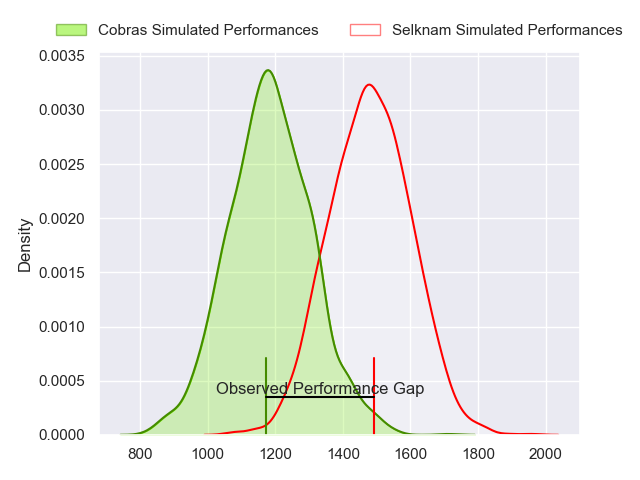 Cobras Simulated Performances
Selknam Simulated Performances
0.0035
0.0030
0.0025
0.0020
0.0015
0.0010
0.0005
0.0000
Density
Observed Performance Gap
800 1000 1200 1400 1600 1800 2000